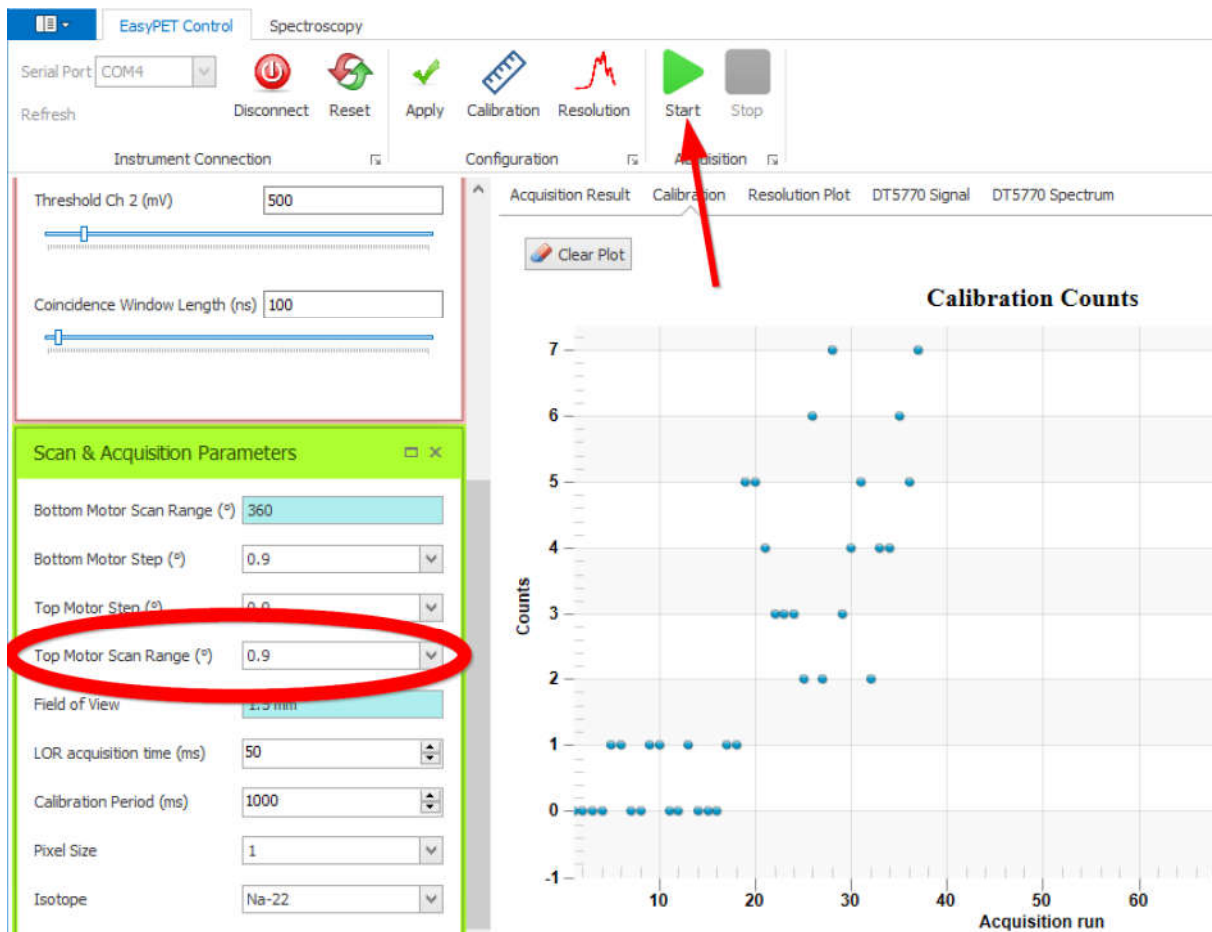 EasyPET Control Spectroscopy
Serial Port COM4
Refresh
Disconnect Reset Apply Calibration Resolution Start Stop
Instrument Connection Configuration Acquisition
Threshold Ch 2 (mV) 500
Coincidence Window Length (ns) 100
Scan & Acquisition Parameters
Bottom Motor Scan Range (°) 360
Bottom Motor Step (°) 0.9
Top Motor Step (°) 0.9
Top Motor Scan Range (°) 0.9
Field of View 1.5 mm
LOR acquisition time (ms) 50
Calibration Period (ms) 1000
Pixel Size 1
Isotope Na-22
Acquisition Result Calibration Resolution Plot DT5770 Signal DT5770 Spectrum
Clear Plot
Calibration Counts
7
6
5
4
3
2
1
0
-1
Counts
10 20 30 40 50 60
Acquisition run